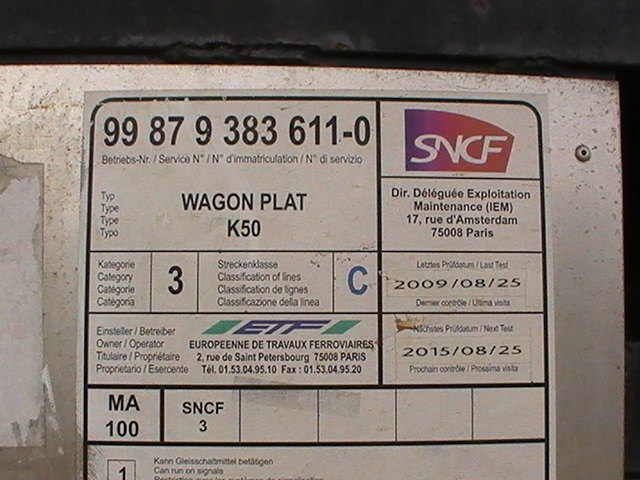 99 87 9 383 611-0
Betriebs-Nr. / Service N° / N° d'immatriculation / N° di servizio
SNCF
Typ
Type
Type
Typo
WAGON PLAT
K50
Dir. Déléguée Exploitation
Maintenance (IEM)
17, rue d'Amsterdam
75008 Paris
Kategorie
Category
Catégorie
Catégoria
3
Streckenklasse
Classification of lines
Classification de lignes
Classificazione della linea
C
Letztes Prüfdatum / Last Test
2009/08/25
Dernier contrôle / Ultima visita
Einsteller / Betreiber
Owner / Operator
Titulaire / Propriétaire
Proprietario / Esercente
ETF
EUROPEENNE DE TRAVAUX FERROVIAIRES
2, rue de Saint Petersbourg 75008 PARIS
Tél. 01.53.04.95.10 Fax : 01.53.04.95.20
Nächstes Prüfdatum / Next Test
2015/08/25
Prochain contrôle / Prossima visita
MA
100
SNCF
3
1
Kann Gleisschaltmittel betätigen
Can run on signals